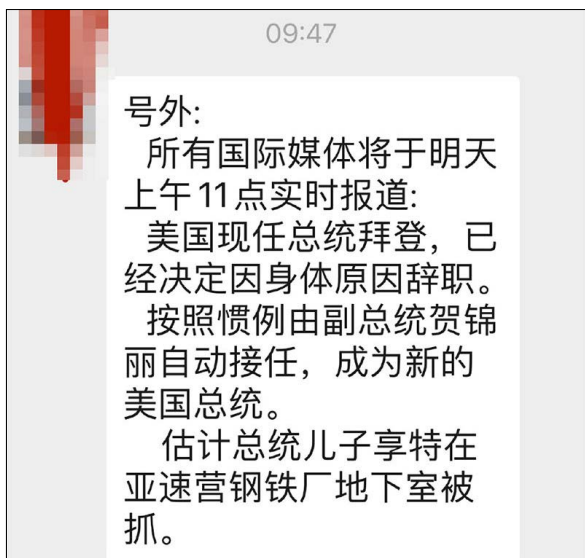 09:47
号外:
所有国际媒体将于明天
上午11点实时报道:
美国现任总统拜登，已
经决定因身体原因辞职。
按照惯例由副总统贺锦
丽自动接任，成为新的
美国总统。
估计总统儿子享特在
亚速营钢铁厂地下室被
抓。